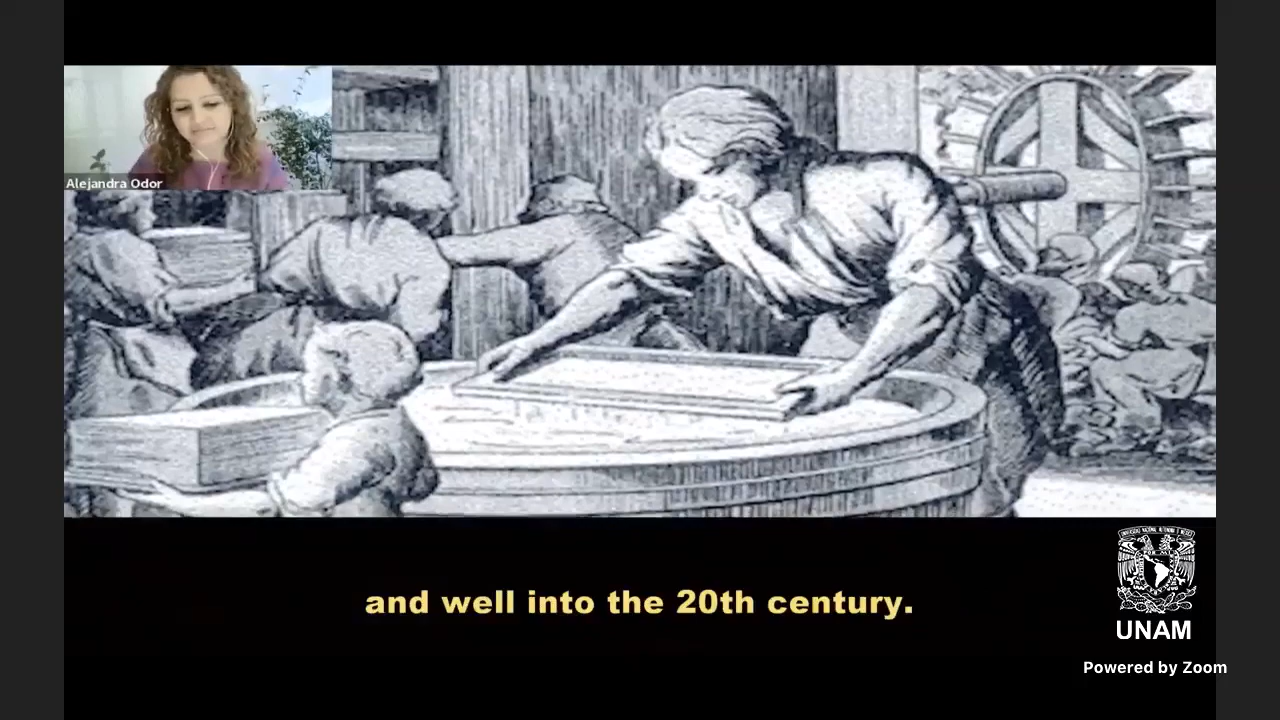 Alejandra Odor
and well into the 20th century.
UNAM
Powered by Zoom